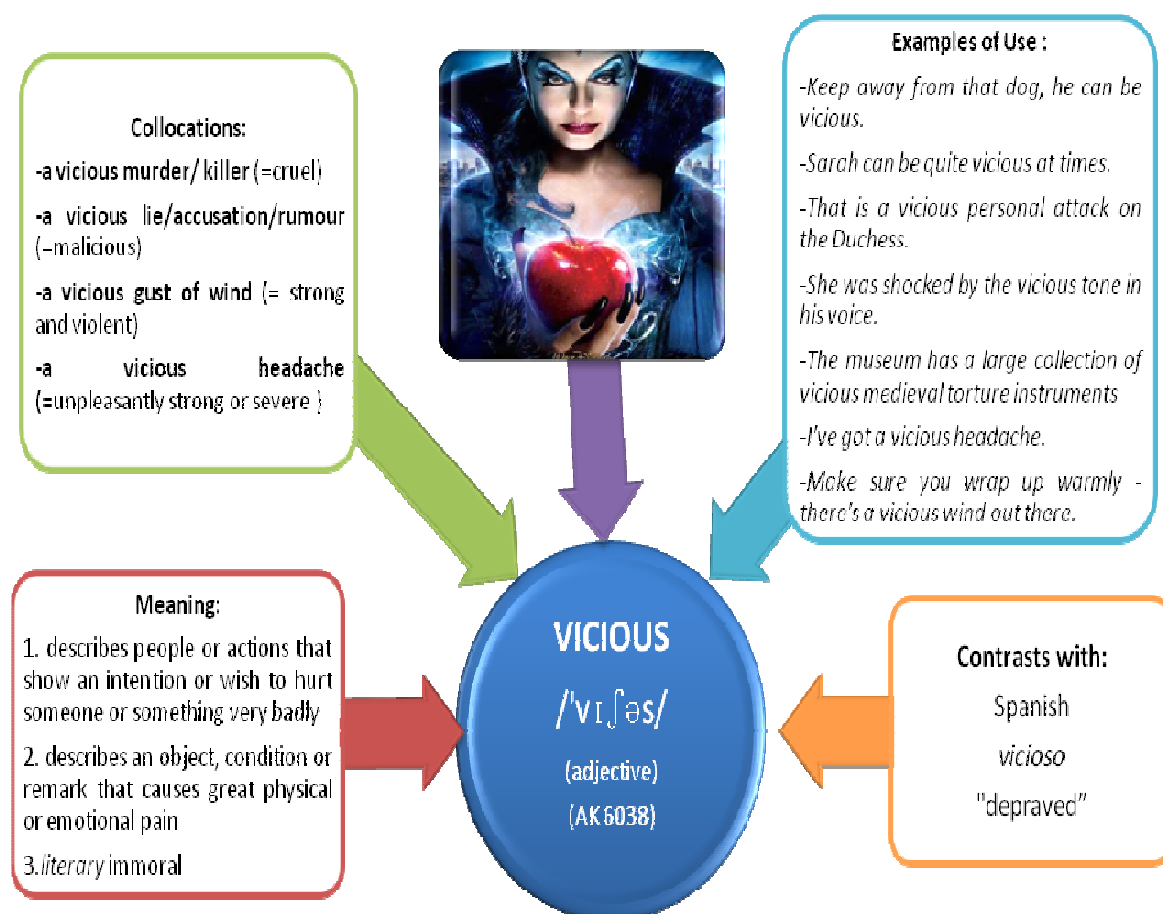 Collocations:
-a vicious murder/ killer (=cruel)
-a vicious lie/accusation/rumour
(=malicious)
-a vicious gust of wind (= strong
and violent)
-a vicious headache
(=unpleasantly strong or severe }
Examples of Use :
-Keep away from that dog, he can be
vicious.
-Sarah can be quite vicious at times.
-That is a vicious personal attack on
the Duchess.
-She was shocked by the vicious tone in
his voice.
-The museum has a large collection of
vicious medieval torture instruments
-I've got a vicious headache.
-Make sure you wrap up warmly -
there's a vicious wind out there.
Meaning:
1. describes people or actions that
show an intention or wish to hurt
someone or something very badly
2. describes an object, condition or
remark that causes great physical
or emotional pain
3.literary immoral
VICIOUS
/'vɪʃəs/
(adjective)
(AK6038)
Contrasts with:
Spanish
vicioso
"depraved”